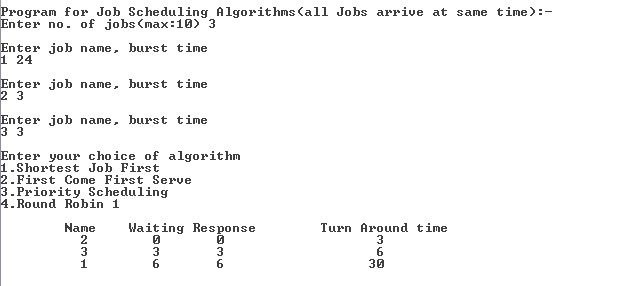 Program for Job Scheduling Algorithms(all Jobs arrive at same time):-
Enter no. of jobs(max:10) 3
Enter job name, burst time
1 24
Enter job name, burst time
2 3
Enter job name, burst time
3 3
Enter your choice of algorithm
1.Shortest Job First
2.First Come First Serve
3.Priority Scheduling
4.Round Robin 1
Name Waiting Response Turn Around time
2 0 0 3
3 3 3 6
1 6 6 30